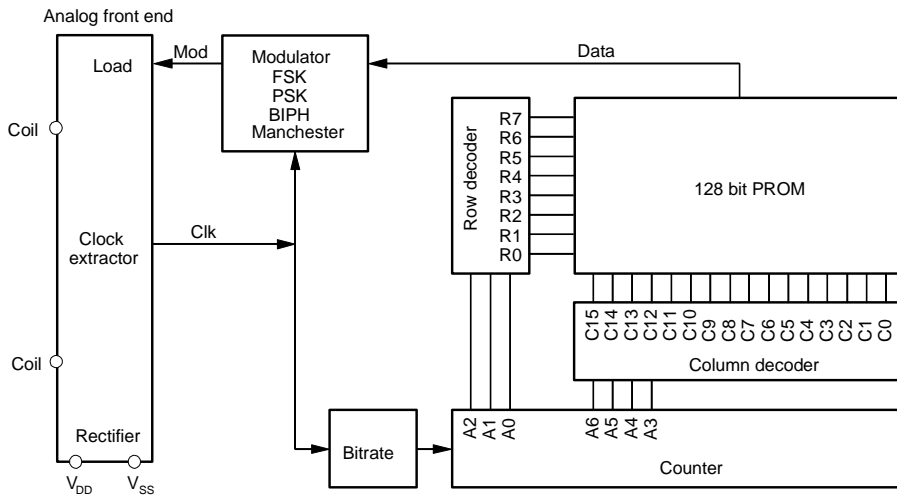 Analog front end
Load
Mod
Modulator
FSK
PSK
BIPH
Manchester
Data
Coil
Clock
extractor
Clk
Coil
Rectifier
VDD
VSS
Row decoder
R7
R6
R5
R4
R3
R2
R1
R0
128 bit PROM
C15
C14
C13
C12
C11
C10
C9
C8
C7
C6
C5
C4
C3
C2
C1
C0
Column decoder
Bitrate
A2
A1
A0
A6
A5
A4
A3
Counter